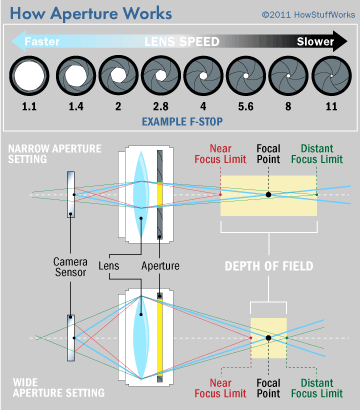 How Aperture Works
©2011 HowStuffWorks
Faster LENS SPEED Slower
1.1 1.4 2 2.8 4 5.6 8 11
EXAMPLE F-STOP
NARROW APERTURE
SETTING
Near
Focus Limit
Focal
Point
Distant
Focus Limit
Camera
Sensor
Lens
Aperture
DEPTH OF FIELD
WIDE
APERTURE SETTING
Near
Focus Limit
Focal
Point
Distant
Focus Limit